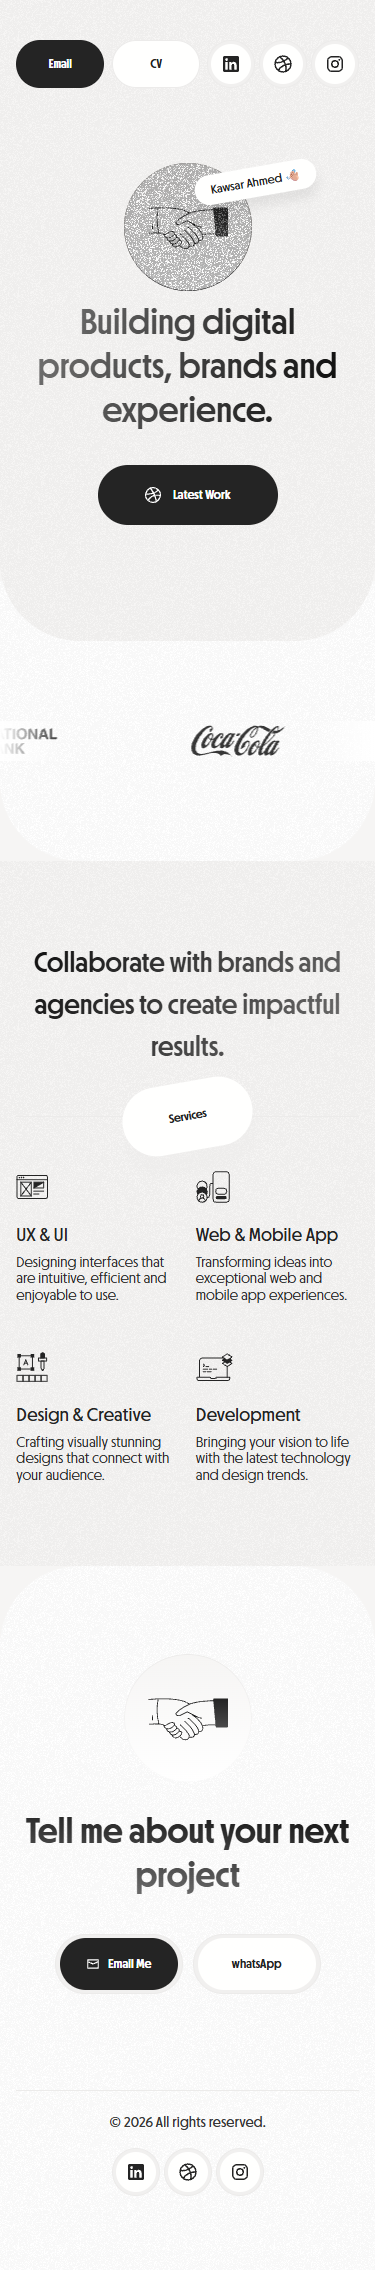 Email
CV
Kawsar Ahmed 👋🏼
Building digital
products, brands and
experience.
Latest Work
ATIONAL
NK
Coca-Cola
Collaborate with brands and
agencies to create impactful
results.
Services
UX & UI
Designing interfaces that
are intuitive, efficient and
enjoyable to use.
Web & Mobile App
Transforming ideas into
exceptional web and
mobile app experiences.
Design & Creative
Crafting visually stunning
designs that connect with
your audience.
Development
Bringing your vision to life
with the latest technology
and design trends.
Tell me about your next
project
Email Me
whatsApp
© 2026 All rights reserved.